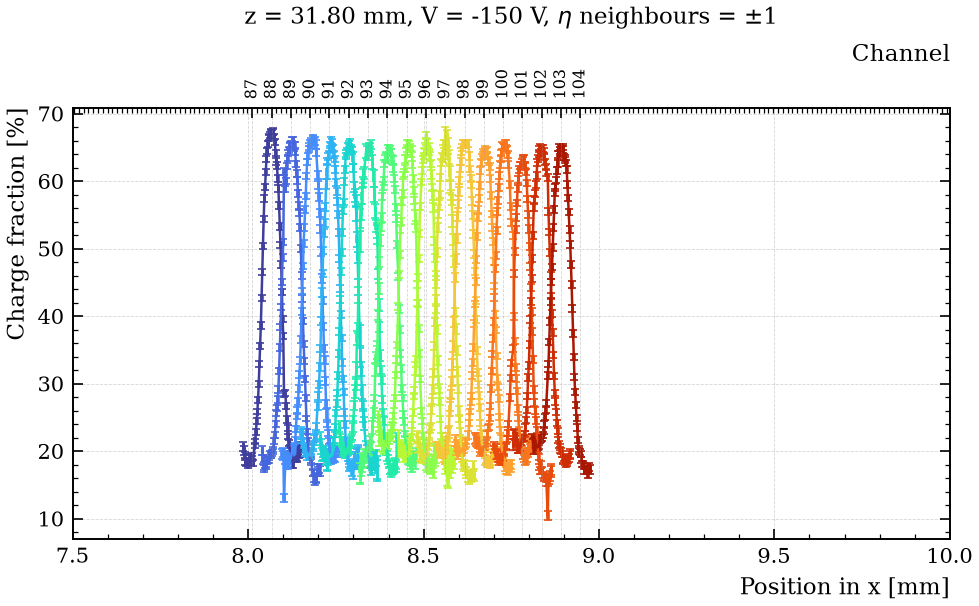 z = 31.80 mm, V = -150 V, η neighbours = ±1
Channel
87 88 89 90 91 92 93 94 95 96 97 98 99 100 101 102 103 104
Charge fraction [%]
70
60
50
40
30
20
10
7.5 8.0 8.5 9.0 9.5 10.0
Position in x [mm]